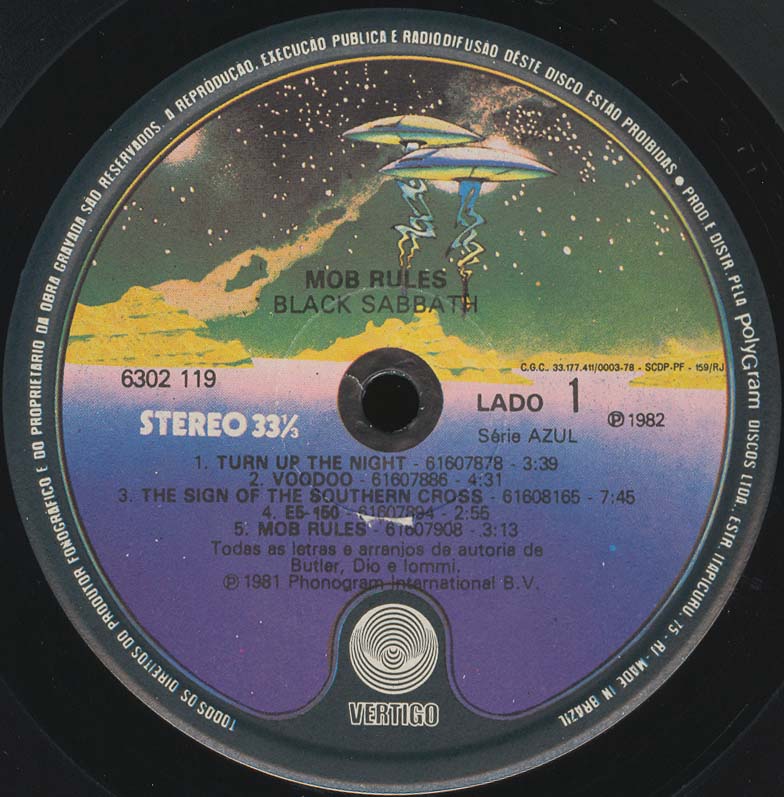 TODOS OS DIREITOS DO PRODUTOR FONOGRÁFICO E DO PROPRIETARIO DA OBRA GRAVADA SÃO RESERVADOS. A REPRODUÇÃO, EXECUÇÃO PUBLICA E RADIODIFUSÃO DÊSTE DISCO ESTÃO PROIBIDAS • PROD E DISTR. PELA polyGram DISCOS LTDA. ESTR. ITAPICURU, 75 - RJ - MADE IN BRAZIL
MOB RULES
BLACK SABBATH
C.G.C. 33.177.411/0003-78 - SCDP-PF - 159/RJ
6302 119
LADO 1
℗ 1982
STEREO 33⅓
Série AZUL
1. TURN UP THE NIGHT - 61607878 - 3:39
2. VOODOO - 61607886 - 4:31
3. THE SIGN OF THE SOUTHERN CROSS - 61608165 - 7:45
4. E5-150 - 61607894 - 2:55
5. MOB RULES - 61607908 - 3:13
Todas as letras e arranjos de autoria de
Butler, Dio e Iommi.
℗ 1981 Phonogram International B.V.
VERTIGO